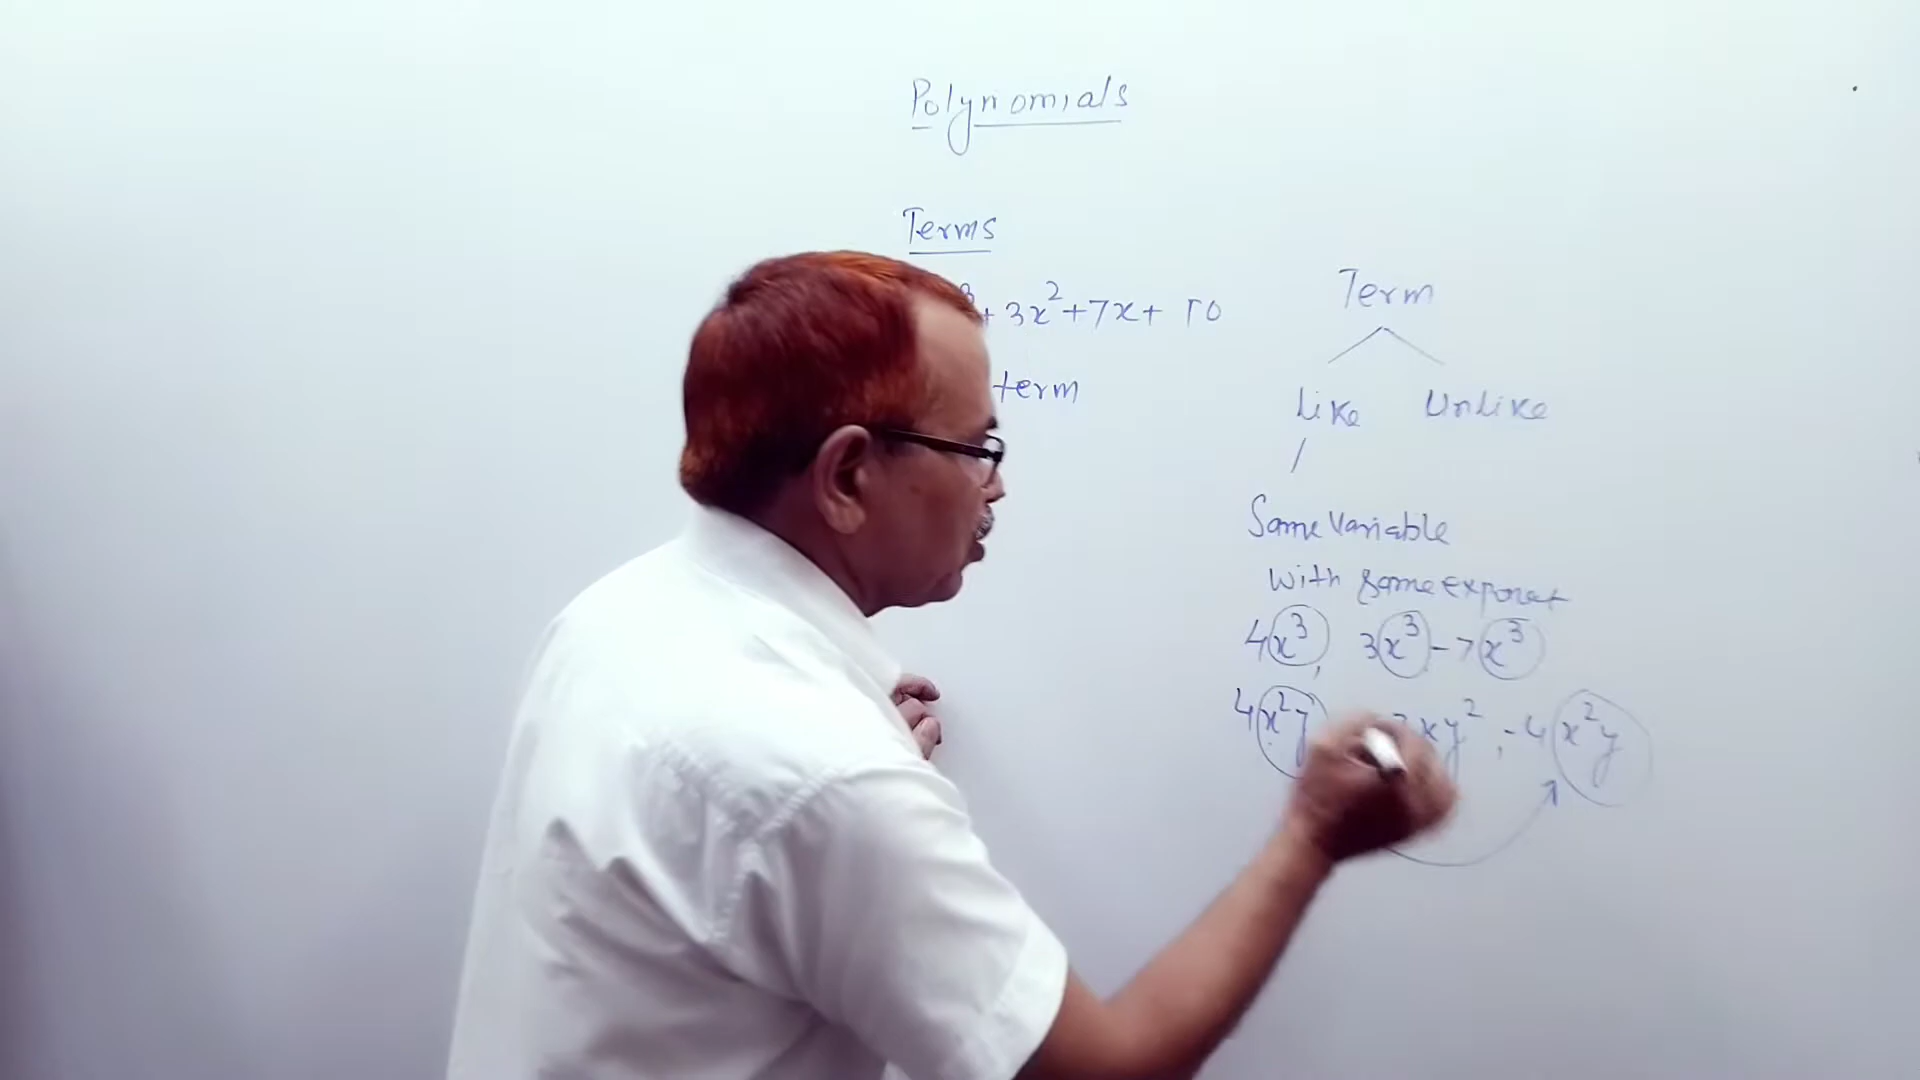 Polynomials
Terms
+ 3x² + 7x + 10
term
Term
Like Unlike
Same Variable
with same exponet
4x³, 3x³ - 7x³
4x²y xy², -4x²y